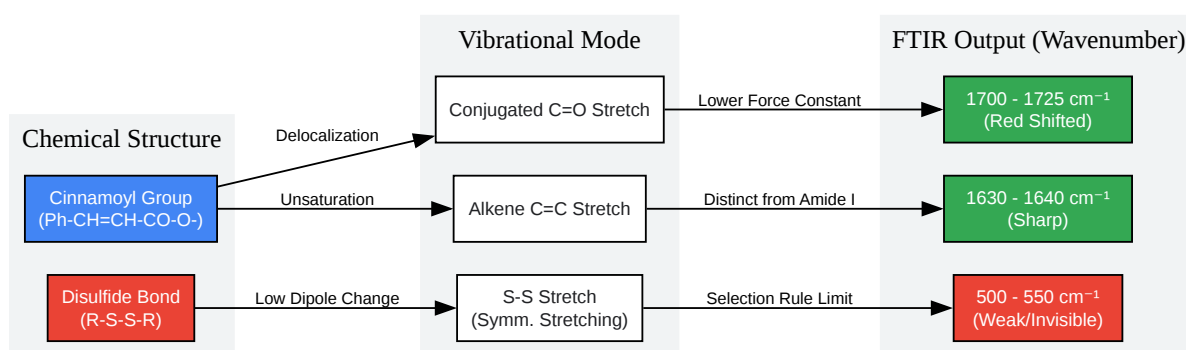 Chemical Structure
Vibrational Mode
FTIR Output (Wavenumber)
Cinnamoyl Group
(Ph-CH=CH-CO-O-)
Delocalization
Conjugated C=O Stretch
Lower Force Constant
1700 - 1725 cm⁻¹
(Red Shifted)
Unsaturation
Alkene C=C Stretch
Distinct from Amide I
1630 - 1640 cm⁻¹
(Sharp)
Disulfide Bond
(R-S-S-R)
Low Dipole Change
S-S Stretch
(Symm. Stretching)
Selection Rule Limit
500 - 550 cm⁻¹
(Weak/Invisible)